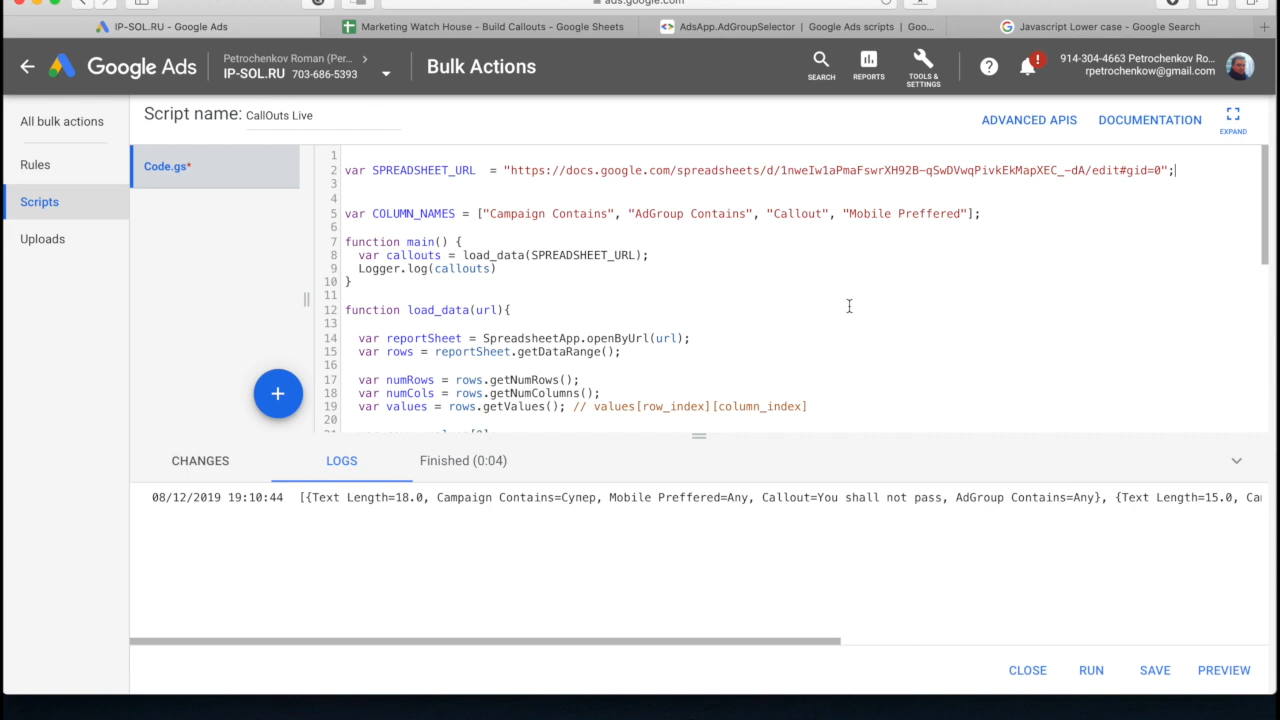 ads.google.com
IP-SOL.RU - Google Ads
Marketing Watch House - Build Callouts - Google Sheets
AdsApp.AdGroupSelector | Google Ads scripts | Goo...
Javascript Lower case - Google Search
Google Ads
Petrochenkov Roman (Per...
IP-SOL.RU 703-686-5393
Bulk Actions
SEARCH
REPORTS
TOOLS &
SETTINGS
914-304-4663 Petrochenkov Ro...
rpetrochenkow@gmail.com
All bulk actions
Rules
Scripts
Uploads
Script name: CallOuts Live
ADVANCED APIS
DOCUMENTATION
EXPAND
Code.gs*
1
2 var SPREADSHEET_URL = "https://docs.google.com/spreadsheets/d/1nweIw1aPmaFswrXH92B-qSwDVwqPivkEkMapXEC_-dA/edit#gid=0";
3
4
5 var COLUMN_NAMES = ["Campaign Contains", "AdGroup Contains", "Callout", "Mobile Preffered"];
6
7 function main() {
8 var callouts = load_data(SPREADSHEET_URL);
9 Logger.log(callouts)
10 }
11
12 function load_data(url){
13
14 var reportSheet = SpreadsheetApp.openByUrl(url);
15 var rows = reportSheet.getDataRange();
16
17 var numRows = rows.getNumRows();
18 var numCols = rows.getNumColumns();
19 var values = rows.getValues(); // values[row_index][column_index]
20
CHANGES
LOGS
Finished (0:04)
08/12/2019 19:10:44 [{Text Length=18.0, Campaign Contains=Супер, Mobile Preffered=Any, Callout=You shall not pass, AdGroup Contains=Any}, {Text Length=15.0, Ca
CLOSE
RUN
SAVE
PREVIEW